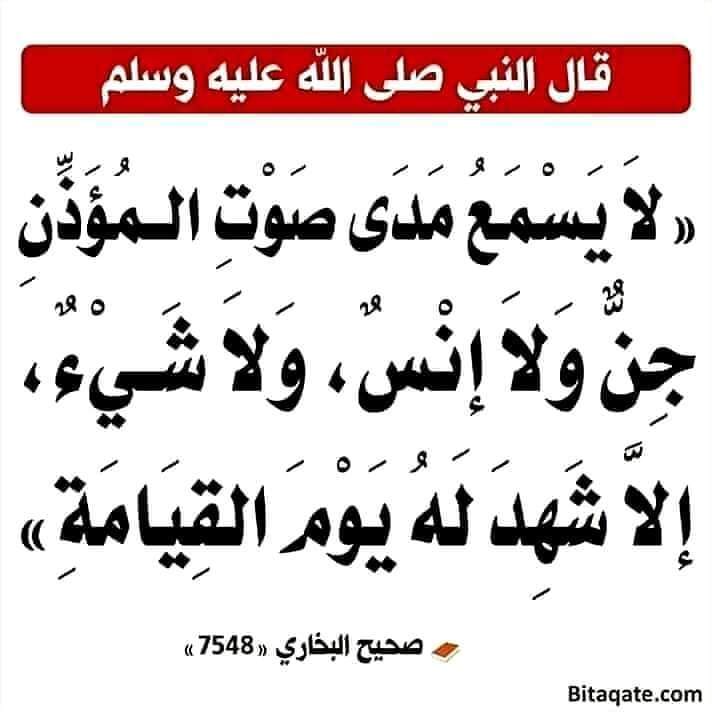 قال النبي صلى الله عليه وسلم
« لَا يَسْمَعُ مَدَى صَوْتِ الـمُؤَذِّنِ
جِنٌّ وَلَا إِنْسٌ، وَلَا شَيْءٌ،
إِلَّا شَهِدَ لَهُ يَوْمَ القِيَامَةِ »
صحيح البخاري «7548»
Bitaqate.com